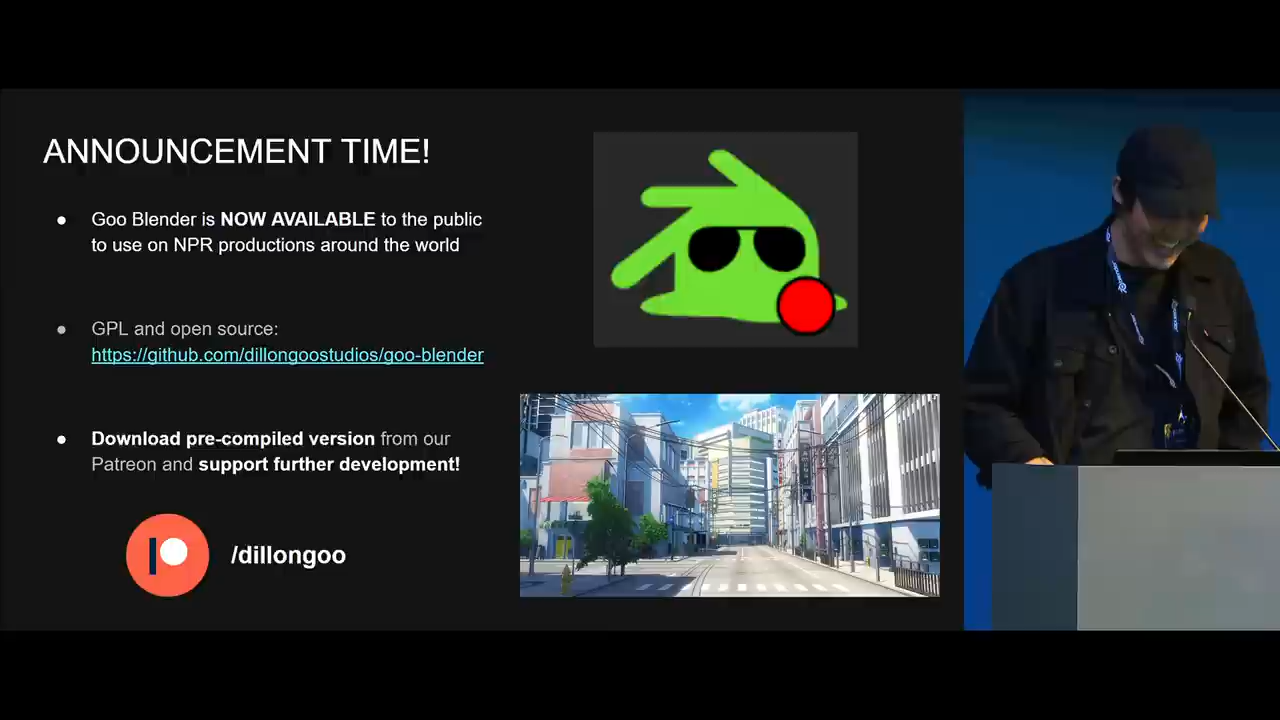 ANNOUNCEMENT TIME!
● Goo Blender is NOW AVAILABLE to the public
to use on NPR productions around the world
● GPL and open source:
https://github.com/dillongoostudios/goo-blender
● Download pre-compiled version from our
Patreon and support further development!
/dillongoo